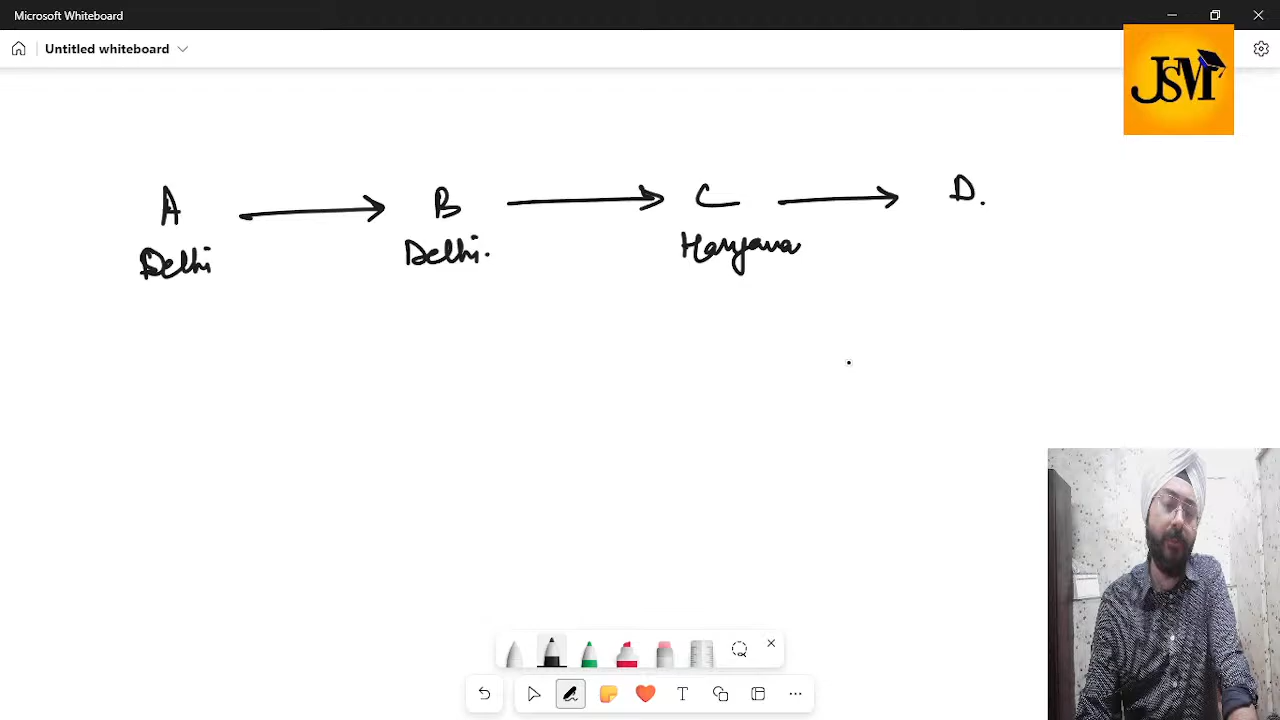 Microsoft Whiteboard
Untitled whiteboard
JSM
A → B → C → D.
Delhi Delhi. Haryana